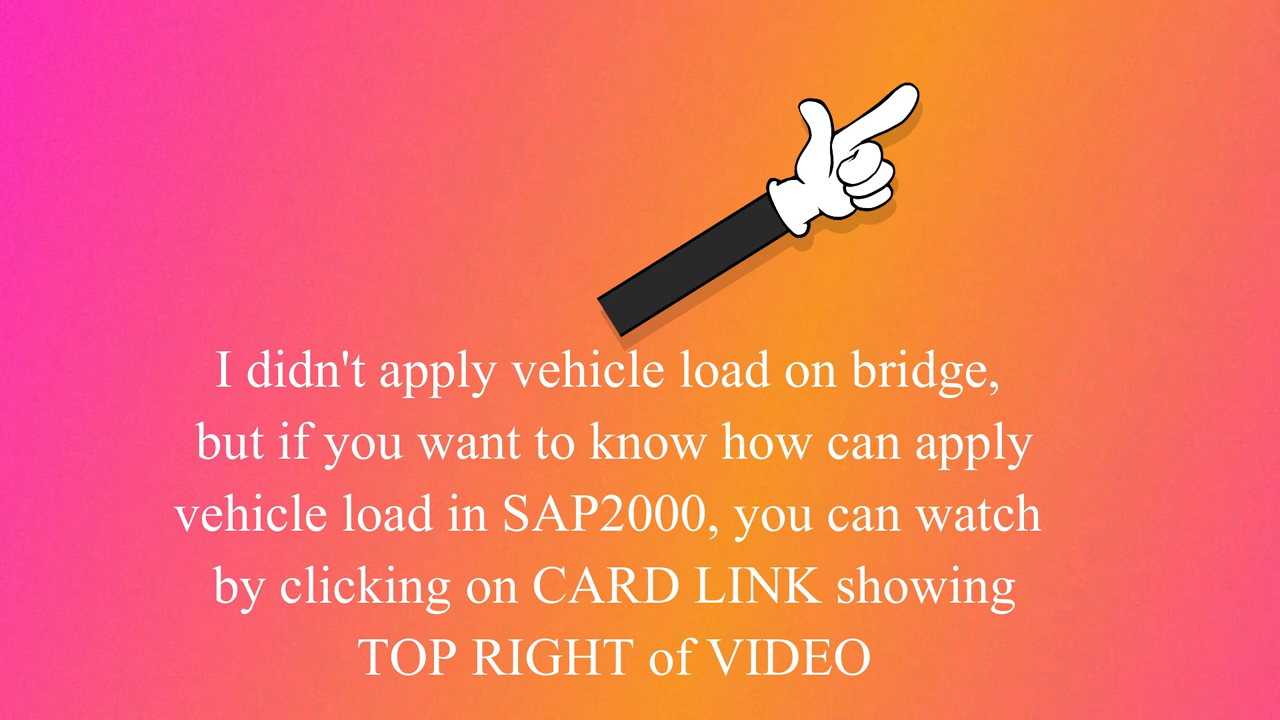 I didn't apply vehicle load on bridge,
but if you want to know how can apply
vehicle load in SAP2000, you can watch
by clicking on CARD LINK showing
TOP RIGHT of VIDEO